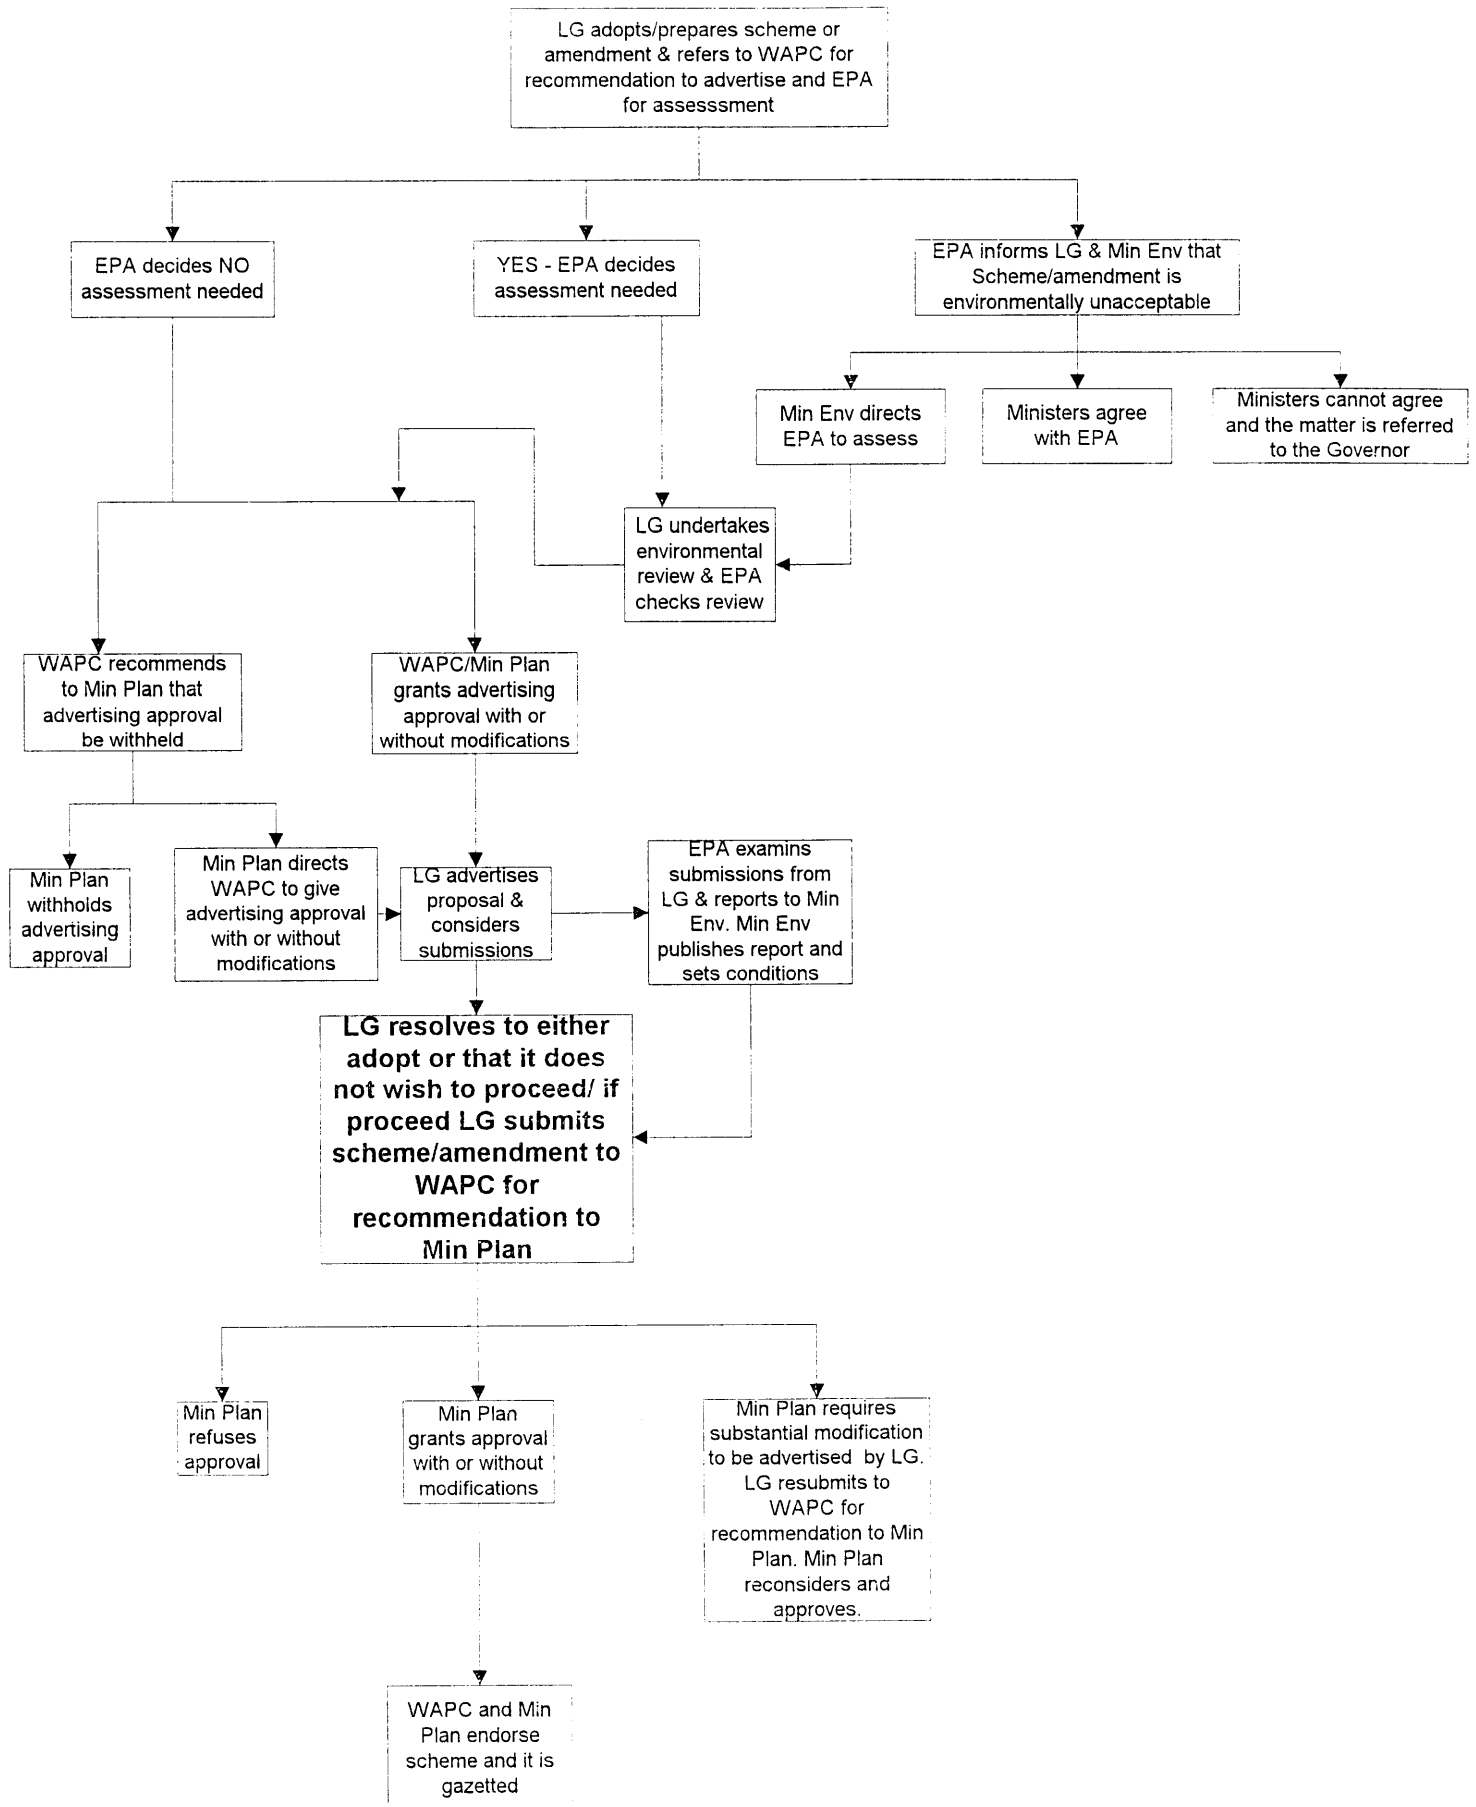 LG adopts/prepares scheme or
amendment & refers to WAPC for
recommendation to advertise and EPA
for assesssment
EPA decides NO
assessment needed
YES - EPA decides
assessment needed
EPA informs LG & Min Env that
Scheme/amendment is
environmentally unacceptable
Min Env directs
EPA to assess
Ministers agree
with EPA
Ministers cannot agree
and the matter is referred
to the Governor
LG undertakes
environmental
review & EPA
checks review
WAPC recommends
to Min Plan that
advertising approval
be withheld
WAPC/Min Plan
grants advertising
approval with or
without modifications
Min Plan
withholds
advertising
approval
Min Plan directs
WAPC to give
advertising approval
with or without
modifications
LG advertises
proposal &
considers
submissions
EPA examines
submissions from
LG & reports to Min
Env. Min Env
publishes report and
sets conditions
LG resolves to either
adopt or that it does
not wish to proceed/ if
proceed LG submits
scheme/amendment to
WAPC for
recommendation to
Min Plan
Min Plan
refuses
approval
Min Plan
grants approval
with or without
modifications
Min Plan requires
substantial modification
to be advertised by LG.
LG resubmits to
WAPC for
recommendation to Min
Plan. Min Plan
reconsiders and
approves.
WAPC and Min
Plan endorse
scheme and it is
gazetted